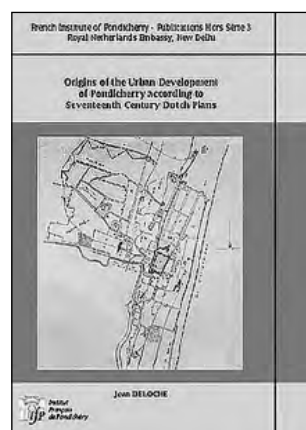 French Institute of Pondicherry - Publications Hors Série 3
Royal Netherlands Embassy, New Delhi
Origins of the Urban Development
of Pondicherry according to
Seventeenth Century Dutch Plans
Jean DELOCHE
IFP
Institut
Français
de Pondichéry